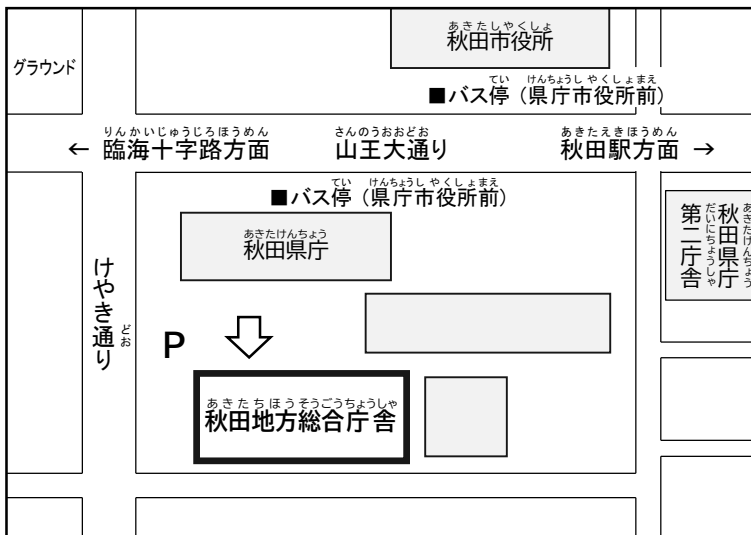 あきたしやくしょ
秋田市役所
グラウンド
てい けんちょうし やくしょまえ
■バス停 (県庁市役所前)
りんかいじゅうじろほうめん さんのうおおどお あきたえきほうめん
← 臨海十字路方面 山王大通り 秋田駅方面 →
てい けんちょうし やくしょまえ
■バス停 (県庁市役所前)
あきたけんちょう
秋田県庁
あきたけんちょう
秋田県庁
だいにちょうしゃ
第二庁舎
けやき通り
どお
P
あきたちほうそうごうちょうしゃ
秋田地方総合庁舎